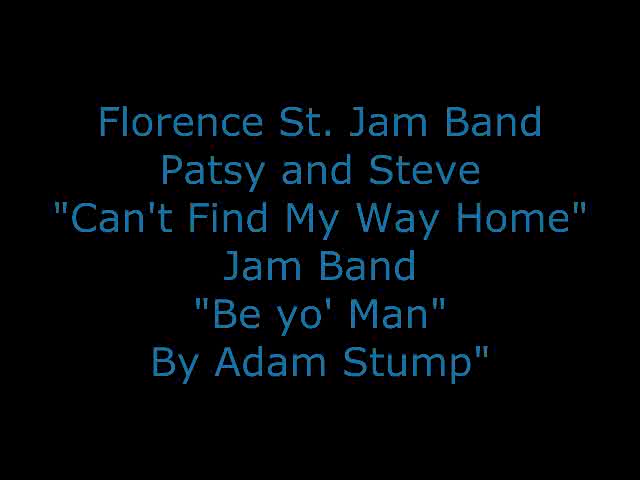 Florence St. Jam Band
Patsy and Steve
"Can't Find My Way Home"
Jam Band
"Be yo' Man"
By Adam Stump"